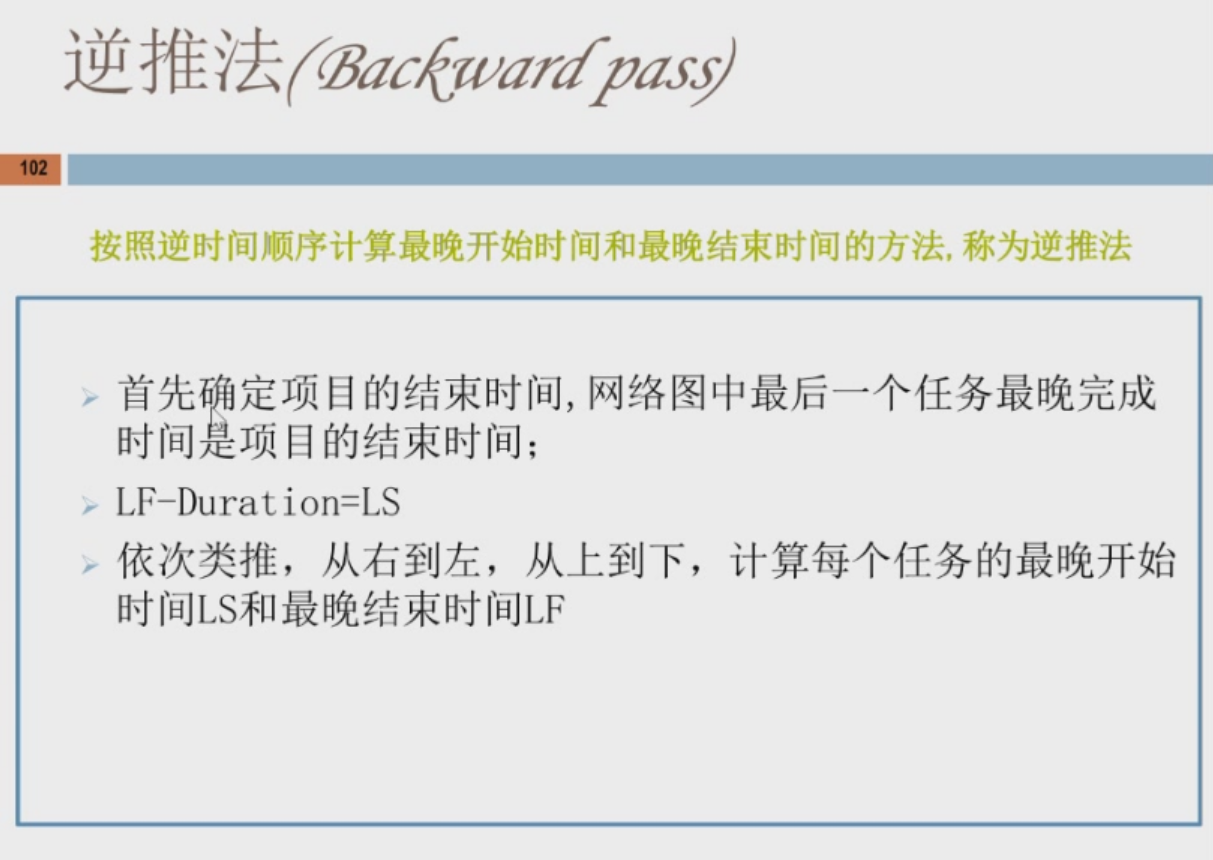 逆推法(Backward pass)
102
按照逆时间顺序计算最晚开始时间和最晚结束时间的方法,称为逆推法
首先确定项目的结束时间,网络图中最后一个任务最晚完成
时间是项目的结束时间;
LF-Duration=LS
依次类推，从右到左，从上到下，计算每个任务的最晚开始
时间LS和最晚结束时间LF